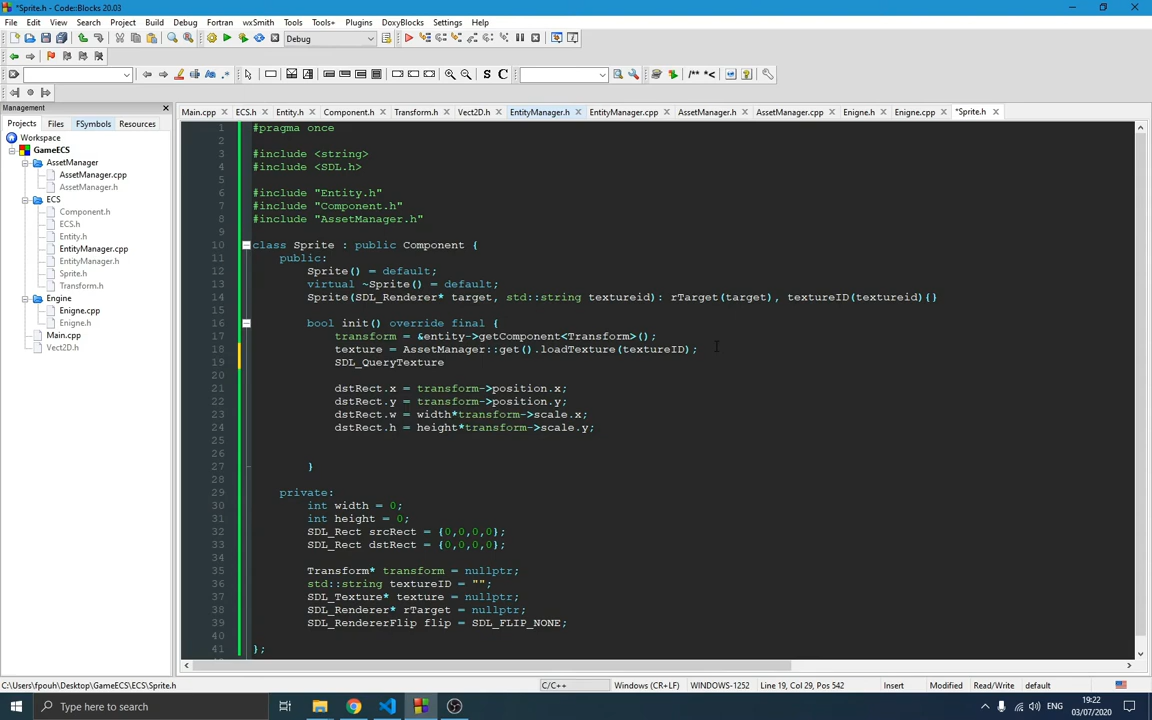 *Sprite.h - Code::Blocks 20.03
File Edit View Search Project Build Debug Fortran wxSmith Tools Tools+ Plugins DoxyBlocks Settings Help
Debug
S C
/** *<
Management
Projects Files FSymbols Resources
Workspace
GameECS
AssetManager
AssetManager.cpp
AssetManager.h
ECS
Component.h
ECS.h
Entity.h
EntityManager.cpp
EntityManager.h
Sprite.h
Transform.h
Engine
Engine.cpp
Engine.h
Main.cpp
Vect2D.h
Main.cpp ECS.h Entity.h Component.h Transform.h Vect2D.h EntityManager.h EntityManager.cpp AssetManager.h AssetManager.cpp Enigne.h Engine.cpp *Sprite.h
1 #pragma once
2
3 #include <string>
4 #include <SDL.h>
5
6 #include "Entity.h"
7 #include "Component.h"
8 #include "AssetManager.h"
9
10 class Sprite : public Component {
11 public:
12 Sprite() = default;
13 virtual ~Sprite() = default;
14 Sprite(SDL_Renderer* target, std::string textureid): rTarget(target), textureID(textureid){}
15
16 bool init() override final {
17 transform = &entity->getComponent<Transform>();
18 texture = AssetManager::get().loadTexture(textureID);
19 SDL_QueryTexture
20
21 dstRect.x = transform->position.x;
22 dstRect.y = transform->position.y;
23 dstRect.w = width*transform->scale.x;
24 dstRect.h = height*transform->scale.y;
25
26
27 }
28
29 private:
30 int width = 0;
31 int height = 0;
32 SDL_Rect srcRect = {0,0,0,0};
33 SDL_Rect dstRect = {0,0,0,0};
34
35 Transform* transform = nullptr;
36 std::string textureID = "";
37 SDL_Texture* texture = nullptr;
38 SDL_Renderer* rTarget = nullptr;
39 SDL_RendererFlip flip = SDL_FLIP_NONE;
40
41 };
C:\Users\fpouh\Desktop\GameECS\ECS\Sprite.h C/C++ Windows (CR+LF) WINDOWS-1252 Line 19, Col 29, Pos 542 Insert Modified Read/Write default
Type here to search
ENG
19:22
03/07/2020